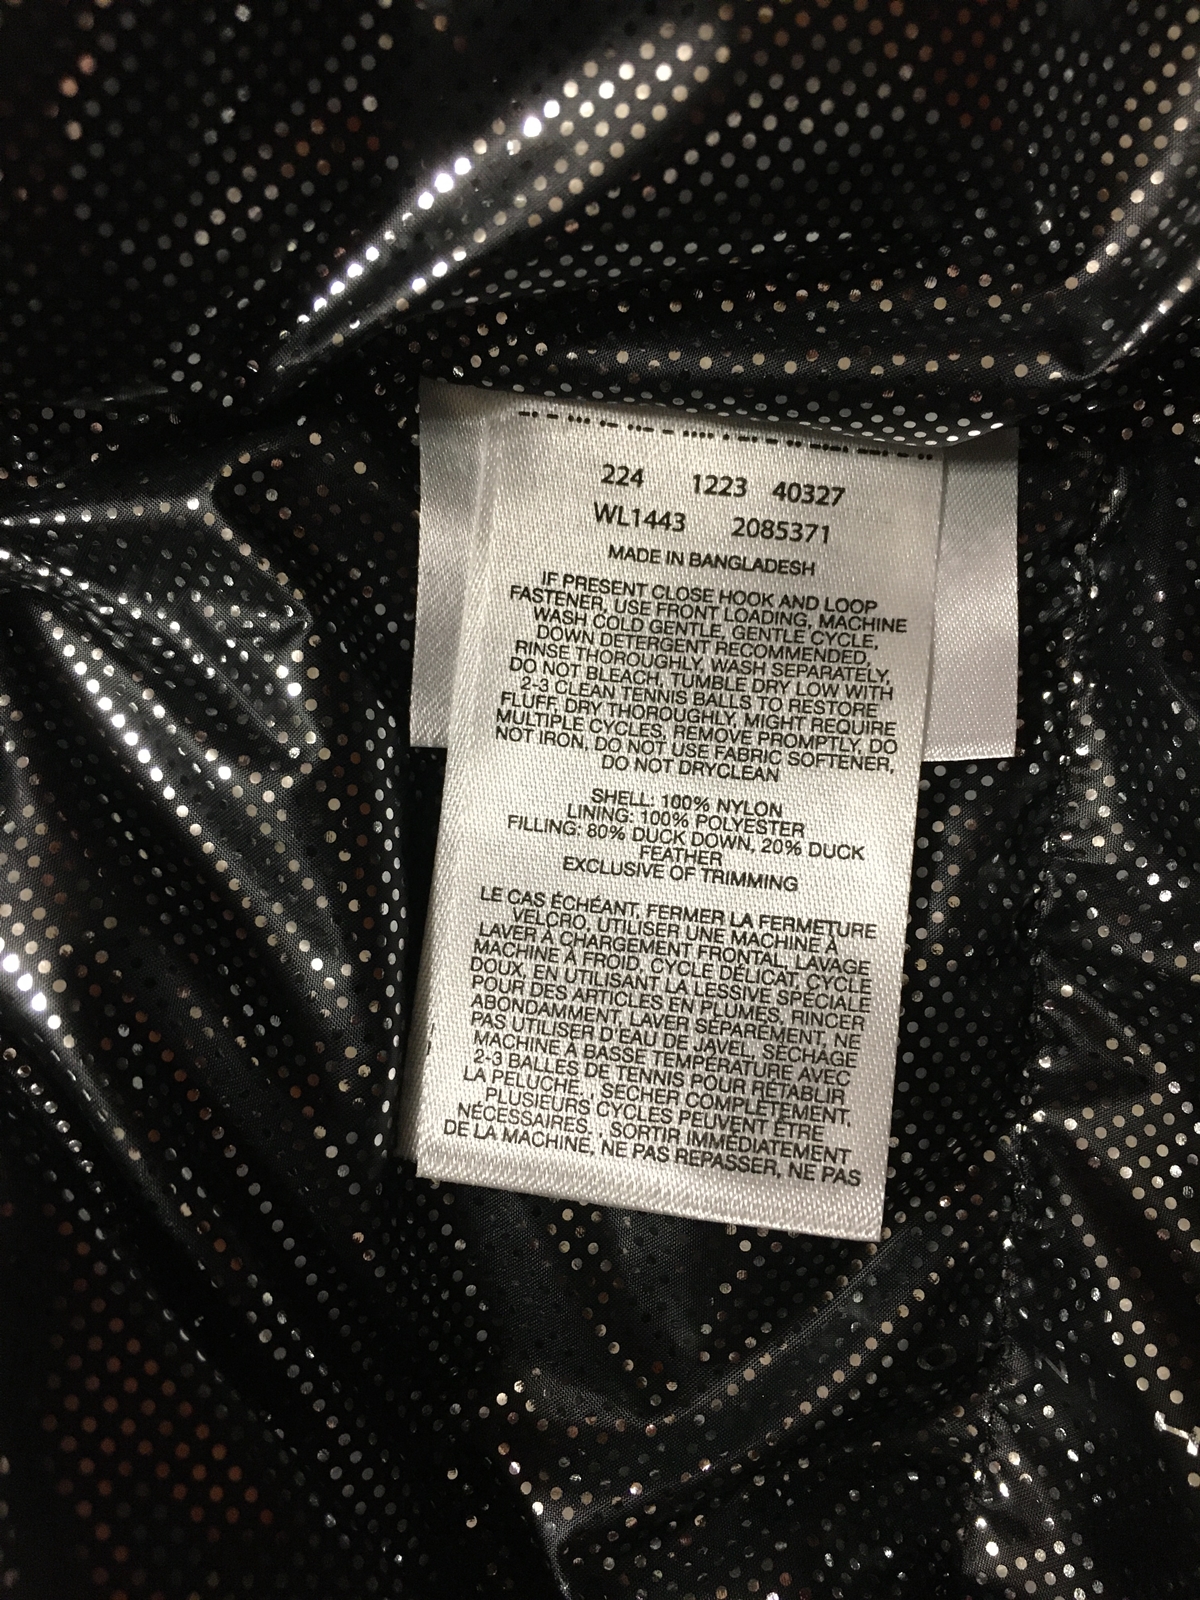 224 1223 40327
WL1443 2085371
MADE IN BANGLADESH
IF PRESENT CLOSE HOOK AND LOOP
FASTENER, USE FRONT LOADING, MACHINE
WASH COLD GENTLE, GENTLE CYCLE,
DOWN DETERGENT RECOMMENDED,
RINSE THOROUGHLY, WASH SEPARATELY,
DO NOT BLEACH, TUMBLE DRY LOW WITH
2-3 CLEAN TENNIS BALLS TO RESTORE
FLUFF, DRY THOROUGHLY, MIGHT REQUIRE
MULTIPLE CYCLES, REMOVE PROMPTLY, DO
NOT IRON, DO NOT USE FABRIC SOFTENER,
DO NOT DRYCLEAN
SHELL: 100% NYLON
LINING: 100% POLYESTER
FILLING: 80% DUCK DOWN, 20% DUCK
FEATHER
EXCLUSIVE OF TRIMMING
LE CAS ÉCHÉANT, FERMER LA FERMETURE
VELCRO, UTILISER UNE MACHINE À
LAVER À CHARGEMENT FRONTAL, LAVAGE
MACHINE À FROID, CYCLE DÉLICAT, CYCLE
DOUX, EN UTILISANT LA LESSIVE SPÉCIALE
POUR DES ARTICLES EN PLUMES, RINCER
ABONDAMMENT, LAVER SÉPARÉMENT, NE
PAS UTILISER D'EAU DE JAVEL, SÉCHAGE
MACHINE À BASSE TEMPÉRATURE AVEC
2-3 BALLES DE TENNIS POUR RÉTABLIR
LA PELUCHE, , SÉCHER COMPLÈTEMENT,
PLUSIEURS CYCLES PEUVENT ÊTRE
NÉCESSAIRES, , SORTIR IMMÉDIATEMENT
DE LA MACHINE, NE PAS REPASSER, NE PAS